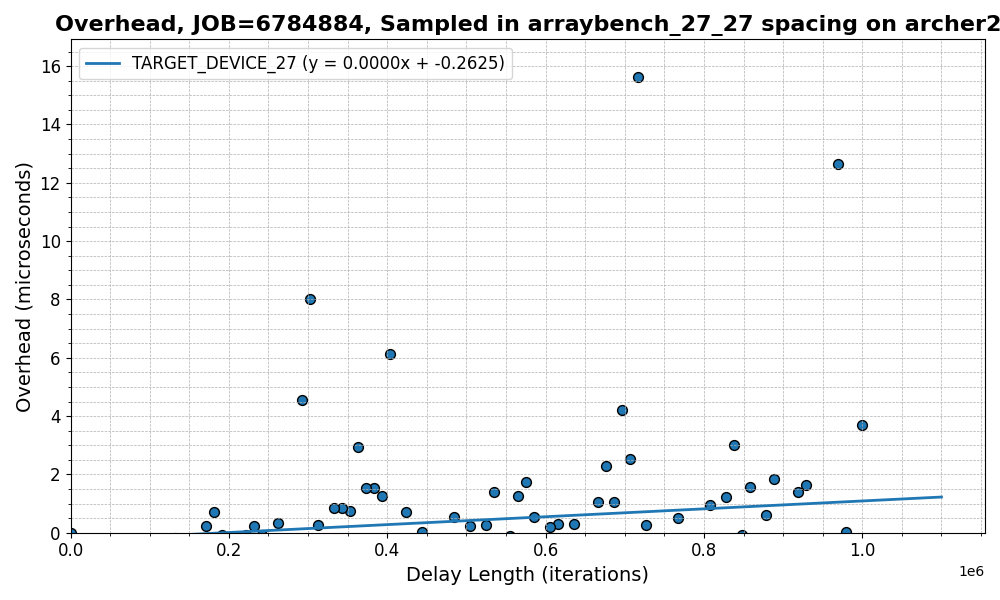 Overhead, JOB=6784884, Sampled in arraybench_27_27 spacing on archer2
TARGET_DEVICE_27 (y = 0.0000x + -0.2625)
Overhead (microseconds)
16
14
12
10
8
6
4
2
0
0.0 0.2 0.4 0.6 0.8 1.0
1e6
Delay Length (iterations)